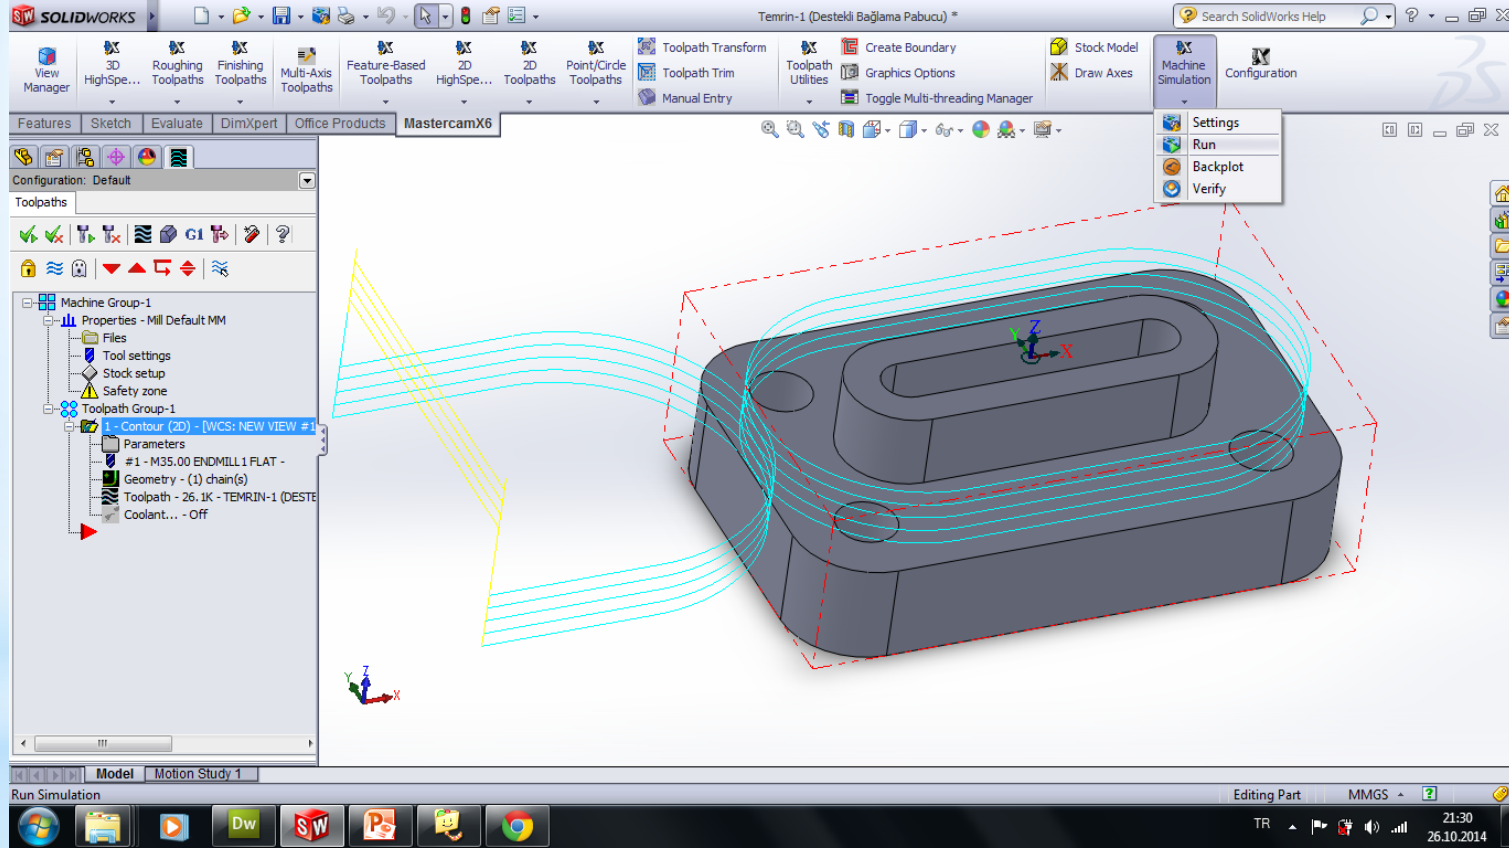 SW SOLIDWORKS
Temrin-1 (Destekli Bağlama Pabucu) *
Search SolidWorks Help
View Manager
3D HighSpe...
Roughing Toolpaths
Finishing Toolpaths
Multi-Axis Toolpaths
Feature-Based Toolpaths
2D HighSpe...
2D Toolpaths
Point/Circle Toolpaths
Toolpath Transform
Toolpath Trim
Manual Entry
Toolpath Utilities
Create Boundary
Graphics Options
Toggle Multi-threading Manager
Stock Model
Draw Axes
Machine Simulation
Configuration
Features
Sketch
Evaluate
DimXpert
Office Products
MastercamX6
Settings
Run
Backplot
Verify
Configuration: Default
Toolpaths
G1
Machine Group-1
Properties - Mill Default MM
Files
Tool settings
Stock setup
Safety zone
Toolpath Group-1
1 - Contour (2D) - [WCS: NEW VIEW #1
Parameters
#1 - M35.00 ENDMILL1 FLAT -
Geometry - (1) chain(s)
Toolpath - 26.1K - TEMRIN-1 (DESTE
Coolant... - Off
Y Z X
Y Z X
Model
Motion Study 1
Run Simulation
Editing Part
MMGS
Dw
SW
TR
21:30
26.10.2014